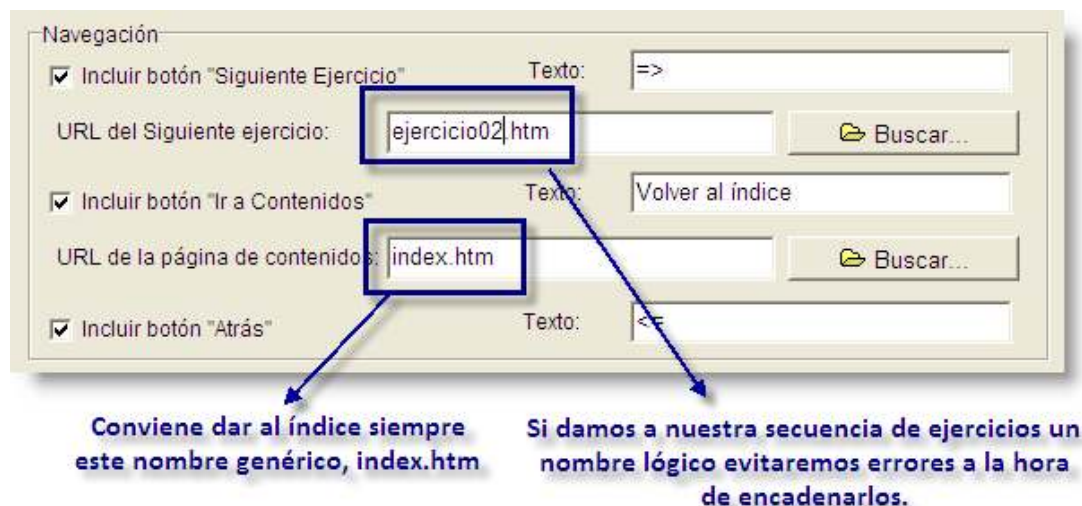 Navegación
Incluir botón "Siguiente Ejercicio" Texto: =>
URL del Siguiente ejercicio: ejercicio02.htm Buscar...
Incluir botón "Ir a Contenidos" Texto: Volver al índice
URL de la página de contenidos: index.htm Buscar...
Incluir botón "Atrás" Texto: <=
Conviene dar al índice siempre
este nombre genérico, index.htm
Si damos a nuestra secuencia de ejercicios un
nombre lógico evitaremos errores a la hora
de encadenarlos.